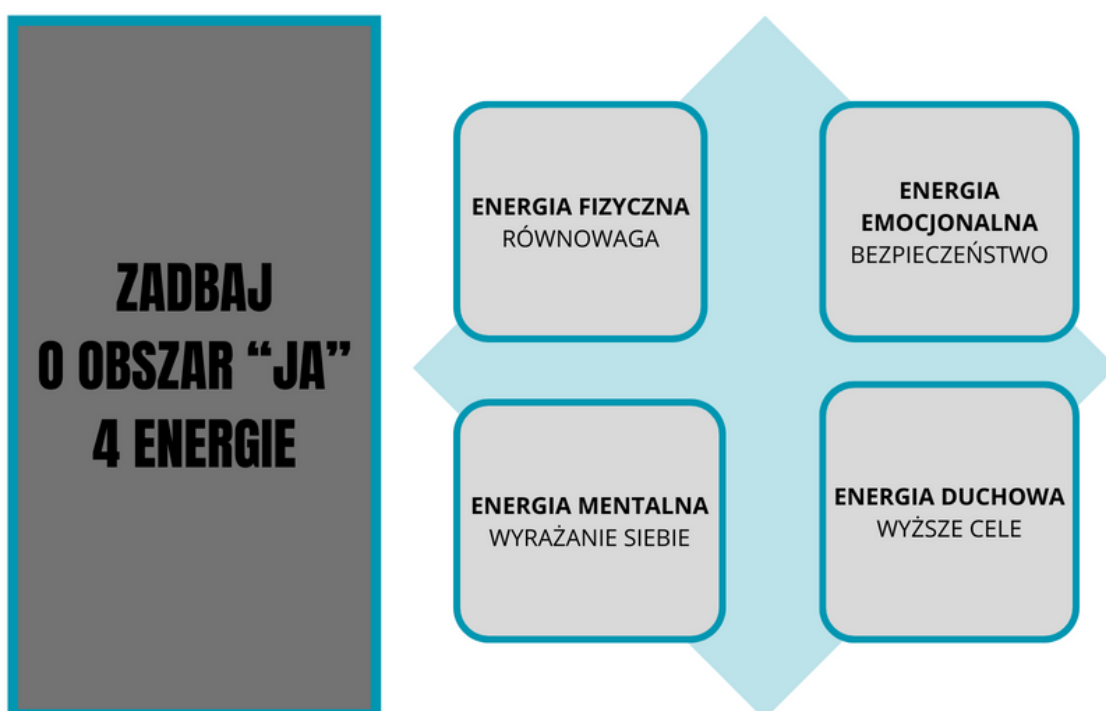 ZADBAJ
O OBSZAR “JA”
4 ENERGIE
ENERGIA FIZYCZNA
RÓWNOWAGA
ENERGIA
EMOCJONALNA
BEZPIECZEŃSTWO
ENERGIA MENTALNA
WYRAŻANIE SIEBIE
ENERGIA DUCHOWA
WYŻSZE CELE